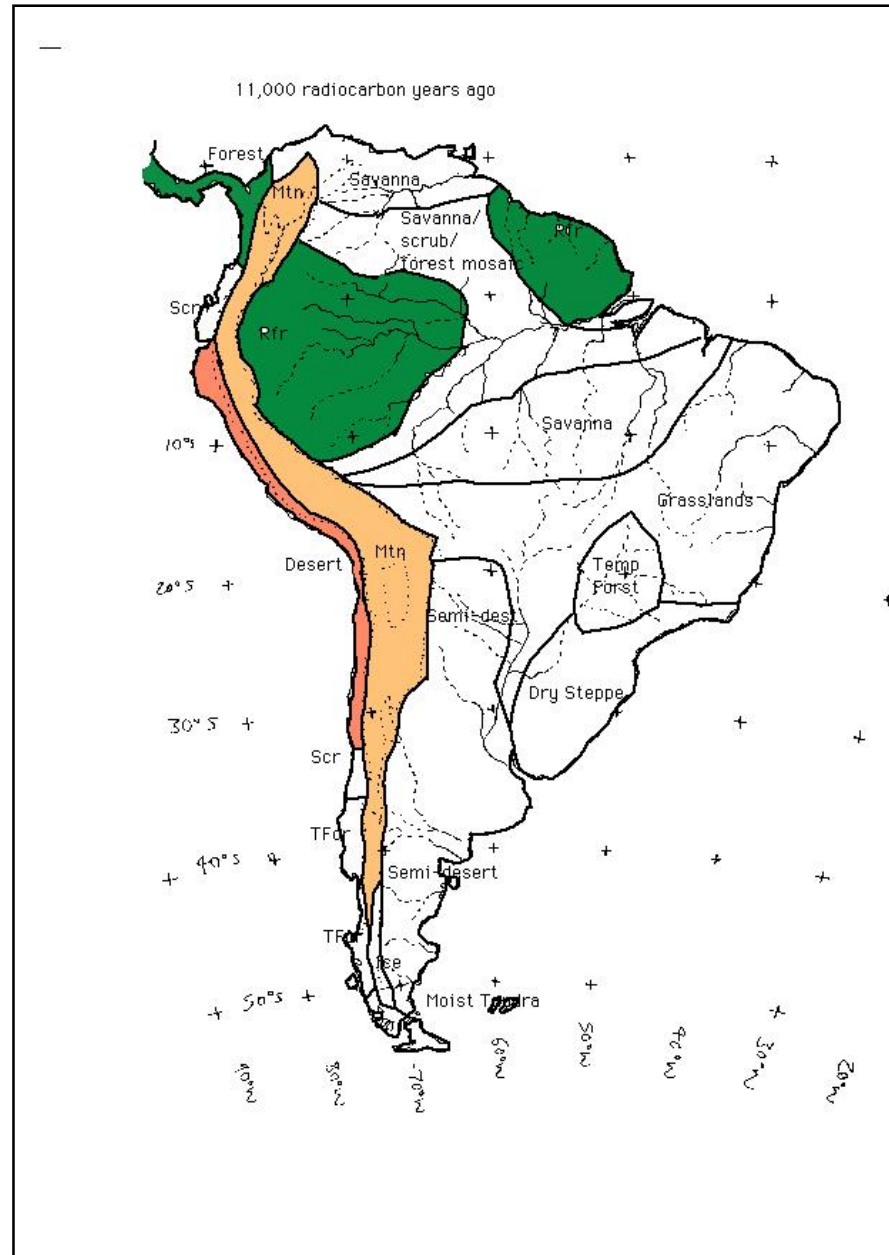 11,000 radiocarbon years ago
Forest
Mtn
Savanna
Savanna/
scrub/
forest mosaic
Rfr
Scr
Rfr
10°S
Savanna
Grasslands
Desert
Mtn
Temp
Forst
20°S
Semi-dest
Dry Steppe
30°S
Scr
TFor
40°S
Semi-desert
TFor
Ice
50°S
Moist Tundra
90°W
80°W
70°W
60°W
50°W
40°W
30°W
20°W